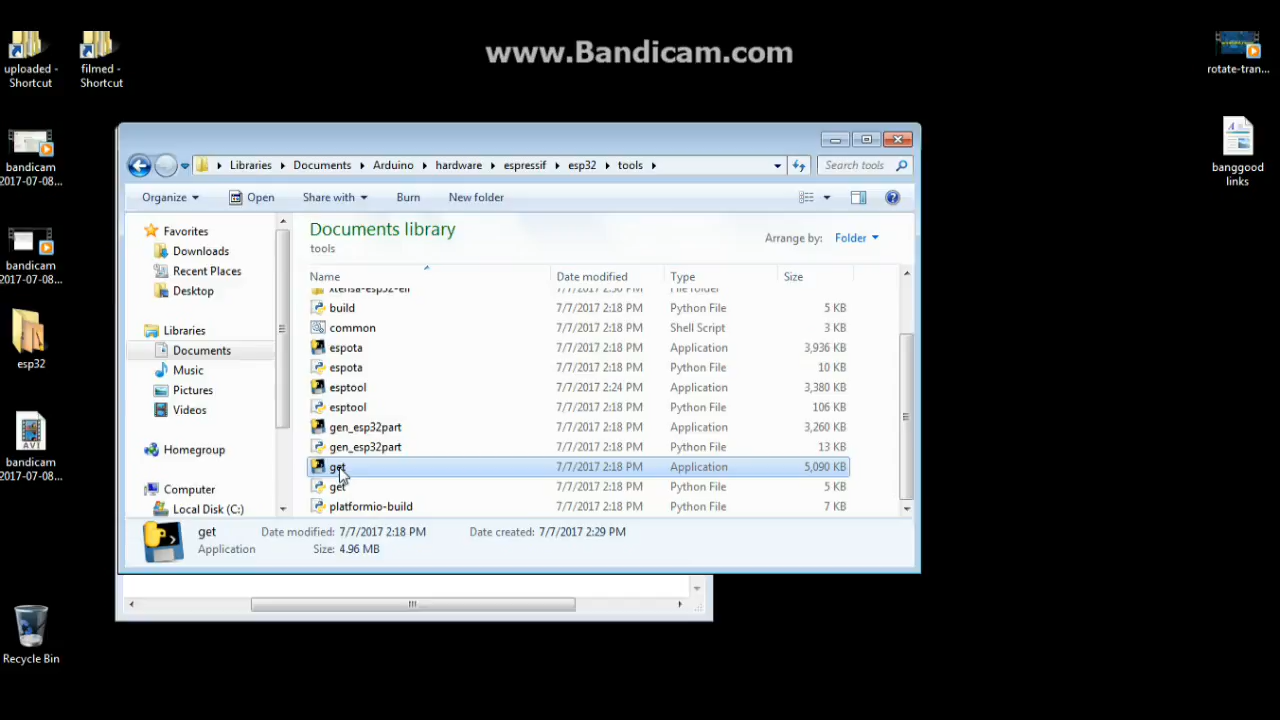 www.Bandicam.com
uploaded - Shortcut
filmed - Shortcut
bandicam 2017-07-08...
bandicam 2017-07-08...
esp32
bandicam 2017-07-08...
Recycle Bin
rotate-tran...
banggood links
Libraries Documents Arduino hardware espressif esp32 tools
Search tools
Organize Open Share with Burn New folder
Favorites
Downloads
Recent Places
Desktop
Libraries
Documents
Music
Pictures
Videos
Homegroup
Computer
Local Disk (C:)
Documents library
tools
Arrange by: Folder
Name Date modified Type Size
xtensa-esp32-elf
build 7/7/2017 2:18 PM Python File 5 KB
common 7/7/2017 2:18 PM Shell Script 3 KB
espota 7/7/2017 2:18 PM Application 3,936 KB
espota 7/7/2017 2:18 PM Python File 10 KB
esptool 7/7/2017 2:24 PM Application 3,380 KB
esptool 7/7/2017 2:18 PM Python File 106 KB
gen_esp32part 7/7/2017 2:18 PM Application 3,260 KB
gen_esp32part 7/7/2017 2:18 PM Python File 13 KB
get 7/7/2017 2:18 PM Application 5,090 KB
get 7/7/2017 2:18 PM Python File 5 KB
platformio-build 7/7/2017 2:18 PM Python File 7 KB
get Date modified: 7/7/2017 2:18 PM Date created: 7/7/2017 2:29 PM
Application Size: 4.96 MB